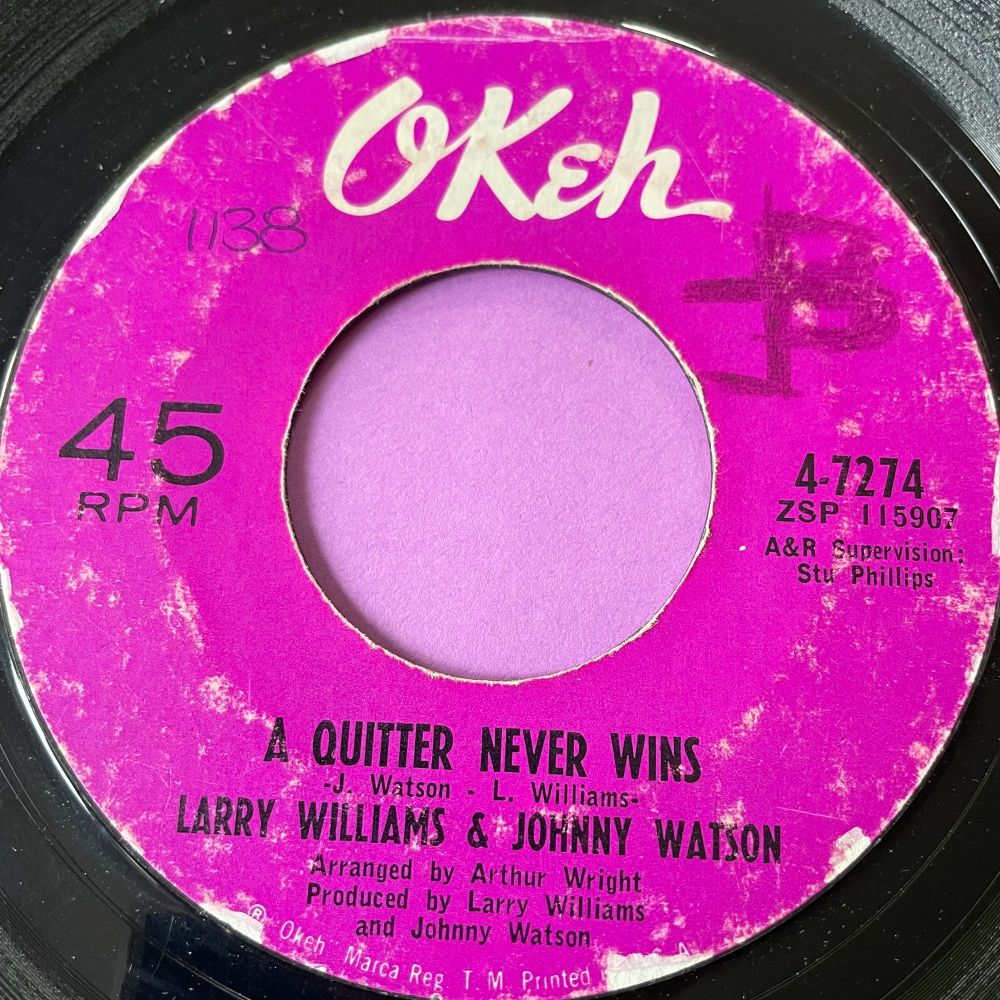 OKeh
1138
B
45
RPM
4-7274
ZSP 115907
A&R Supervision:
Stu Phillips
A QUITTER NEVER WINS
-J. Watson - L. Williams-
LARRY WILLIAMS & JOHNNY WATSON
Arranged by Arthur Wright
Produced by Larry Williams
and Johnny Watson
® Okeh Marca Reg. T. M. Printed A